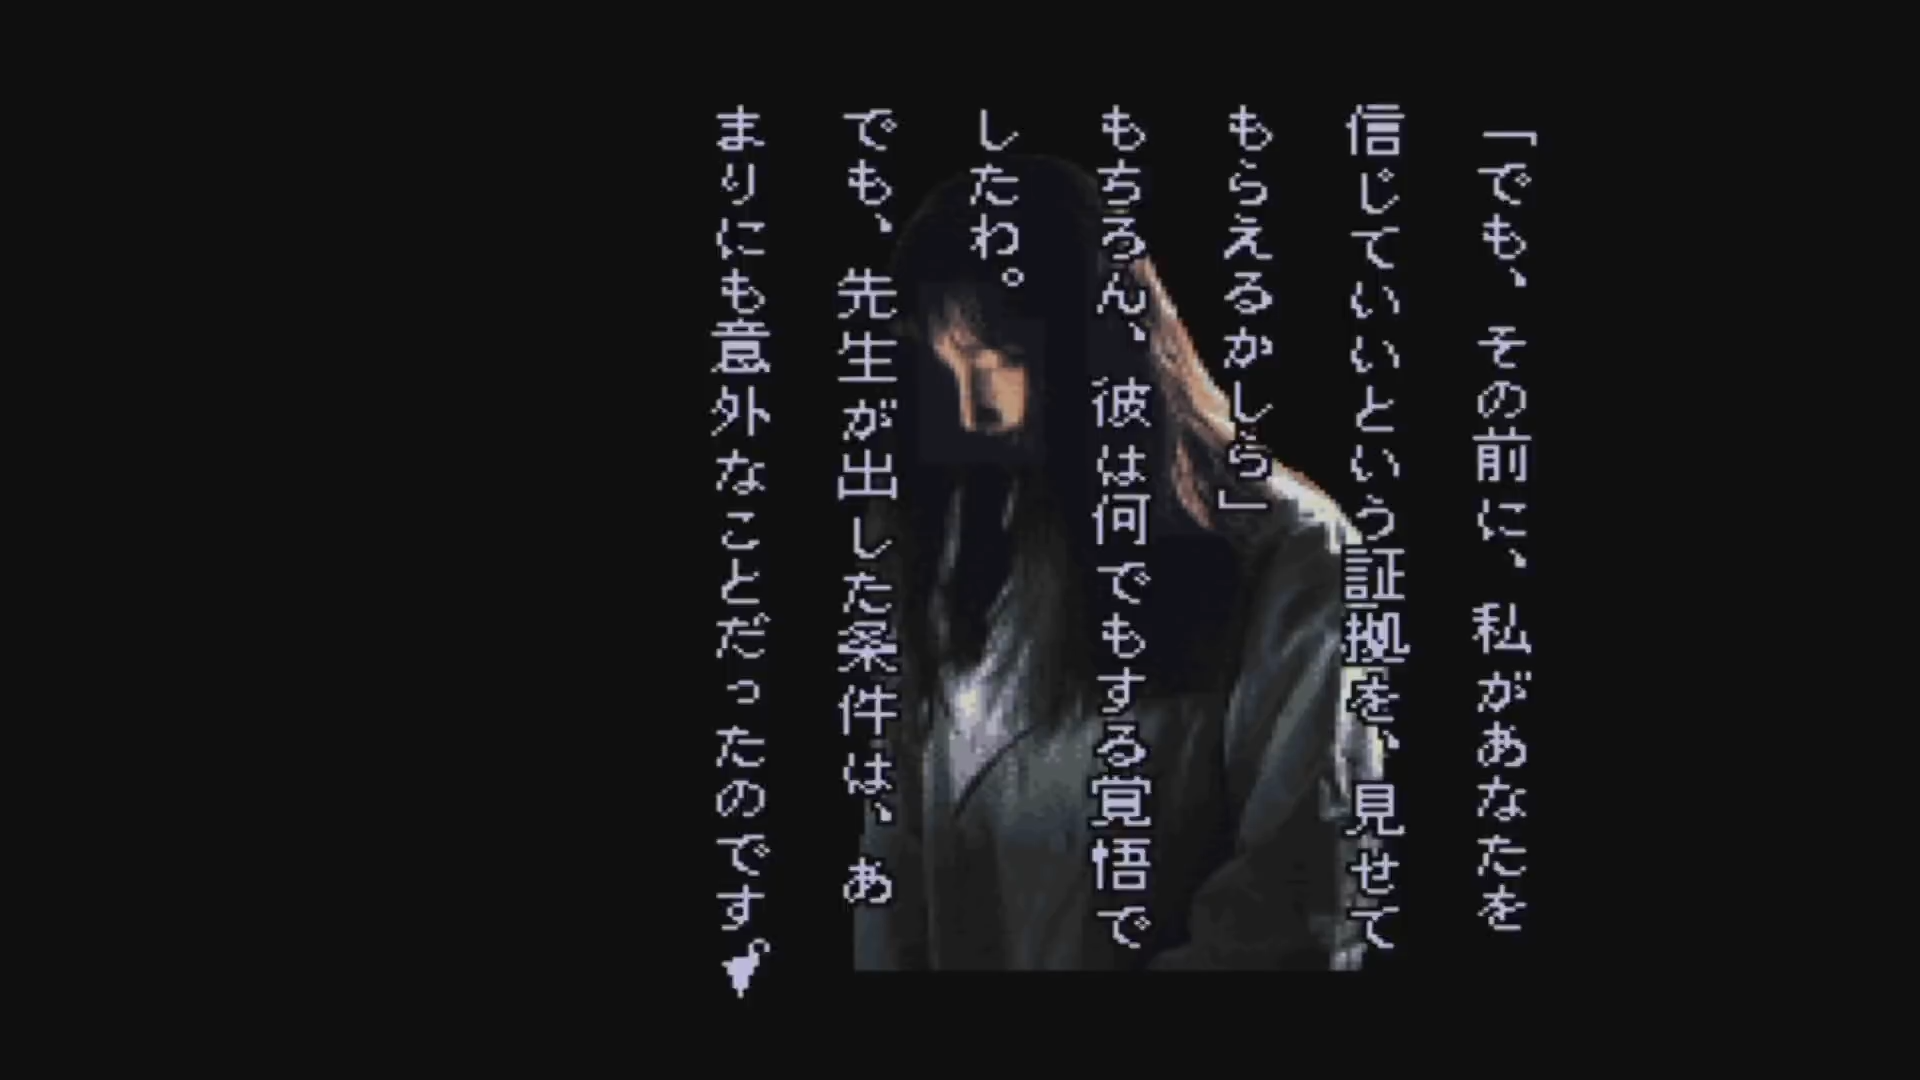 「でも、その前に、私があなたを
信じていいという証拠を、見せて
もらえるかしら」
もちろん、彼は何でもする覚悟で
したわ。
でも、先生が出した条件は、あ
まりにも意外なことだったのです。